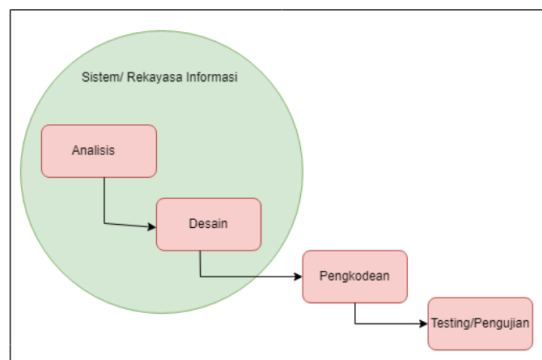 Sistem/ Rekayasa Informasi
Analisis
Desain
Pengkodean
Testing/Pengujian